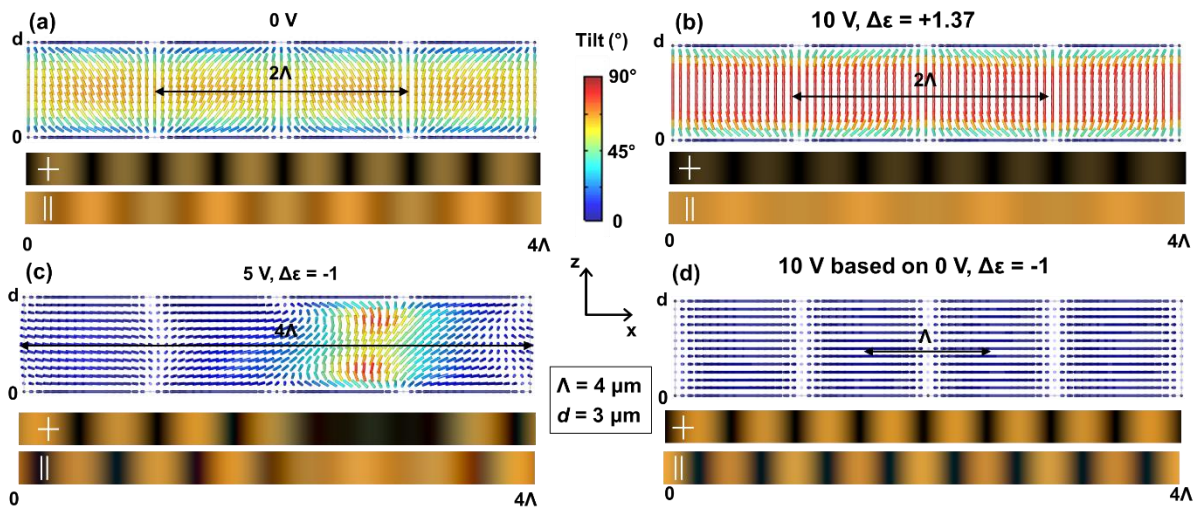 (a)
0 V
d
2Λ
0
+
||
0
4Λ
Tilt (°)
90°
45°
0
(b)
10 V, Δε = +1.37
d
2Λ
0
+
||
0
4Λ
(c)
5 V, Δε = -1
d
4Λ
0
+
||
0
4Λ
z
x
Λ = 4 μm
d = 3 μm
(d)
10 V based on 0 V, Δε = -1
d
Λ
0
+
||
0
4Λ